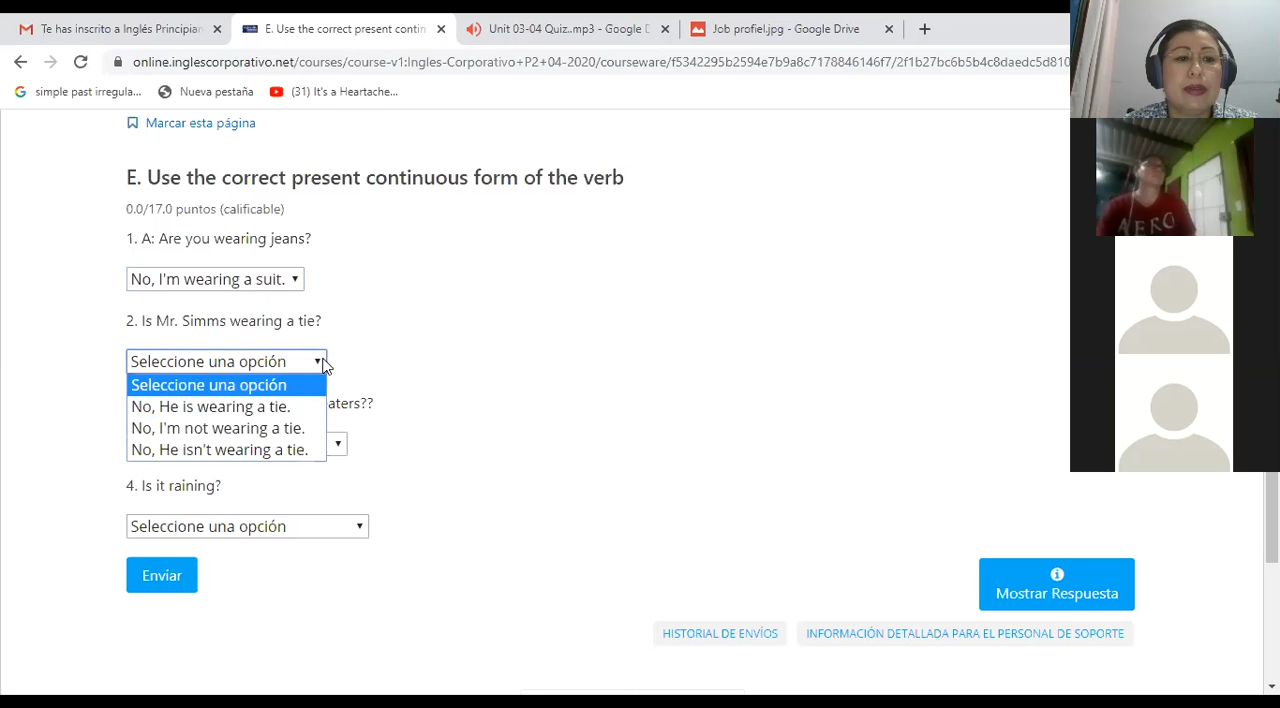 Te has inscrito a Inglés Principian
E. Use the correct present contin
Unit 03-04 Quiz..mp3 - Google D
Job profiel.jpg - Google Drive
online.inglescorporativo.net/courses/course-v1:Ingles-Corporativo+P2+04-2020/courseware/f5342295b2594e7b9a8c7178846146f7/2f1b27bc6b5b4c8daedc5d810
simple past irregula...
Nueva pestaña
(31) It's a Heartache...
Marcar esta página
E. Use the correct present continuous form of the verb
0.0/17.0 puntos (calificable)
1. A: Are you wearing jeans?
No, I'm wearing a suit.
2. Is Mr. Simms wearing a tie?
Seleccione una opción
Seleccione una opción
No, He is wearing a tie.
aters??
No, I'm not wearing a tie.
No, He isn't wearing a tie.
4. Is it raining?
Seleccione una opción
Enviar
Mostrar Respuesta
HISTORIAL DE ENVÍOS
INFORMACIÓN DETALLADA PARA EL PERSONAL DE SOPORTE
AERO